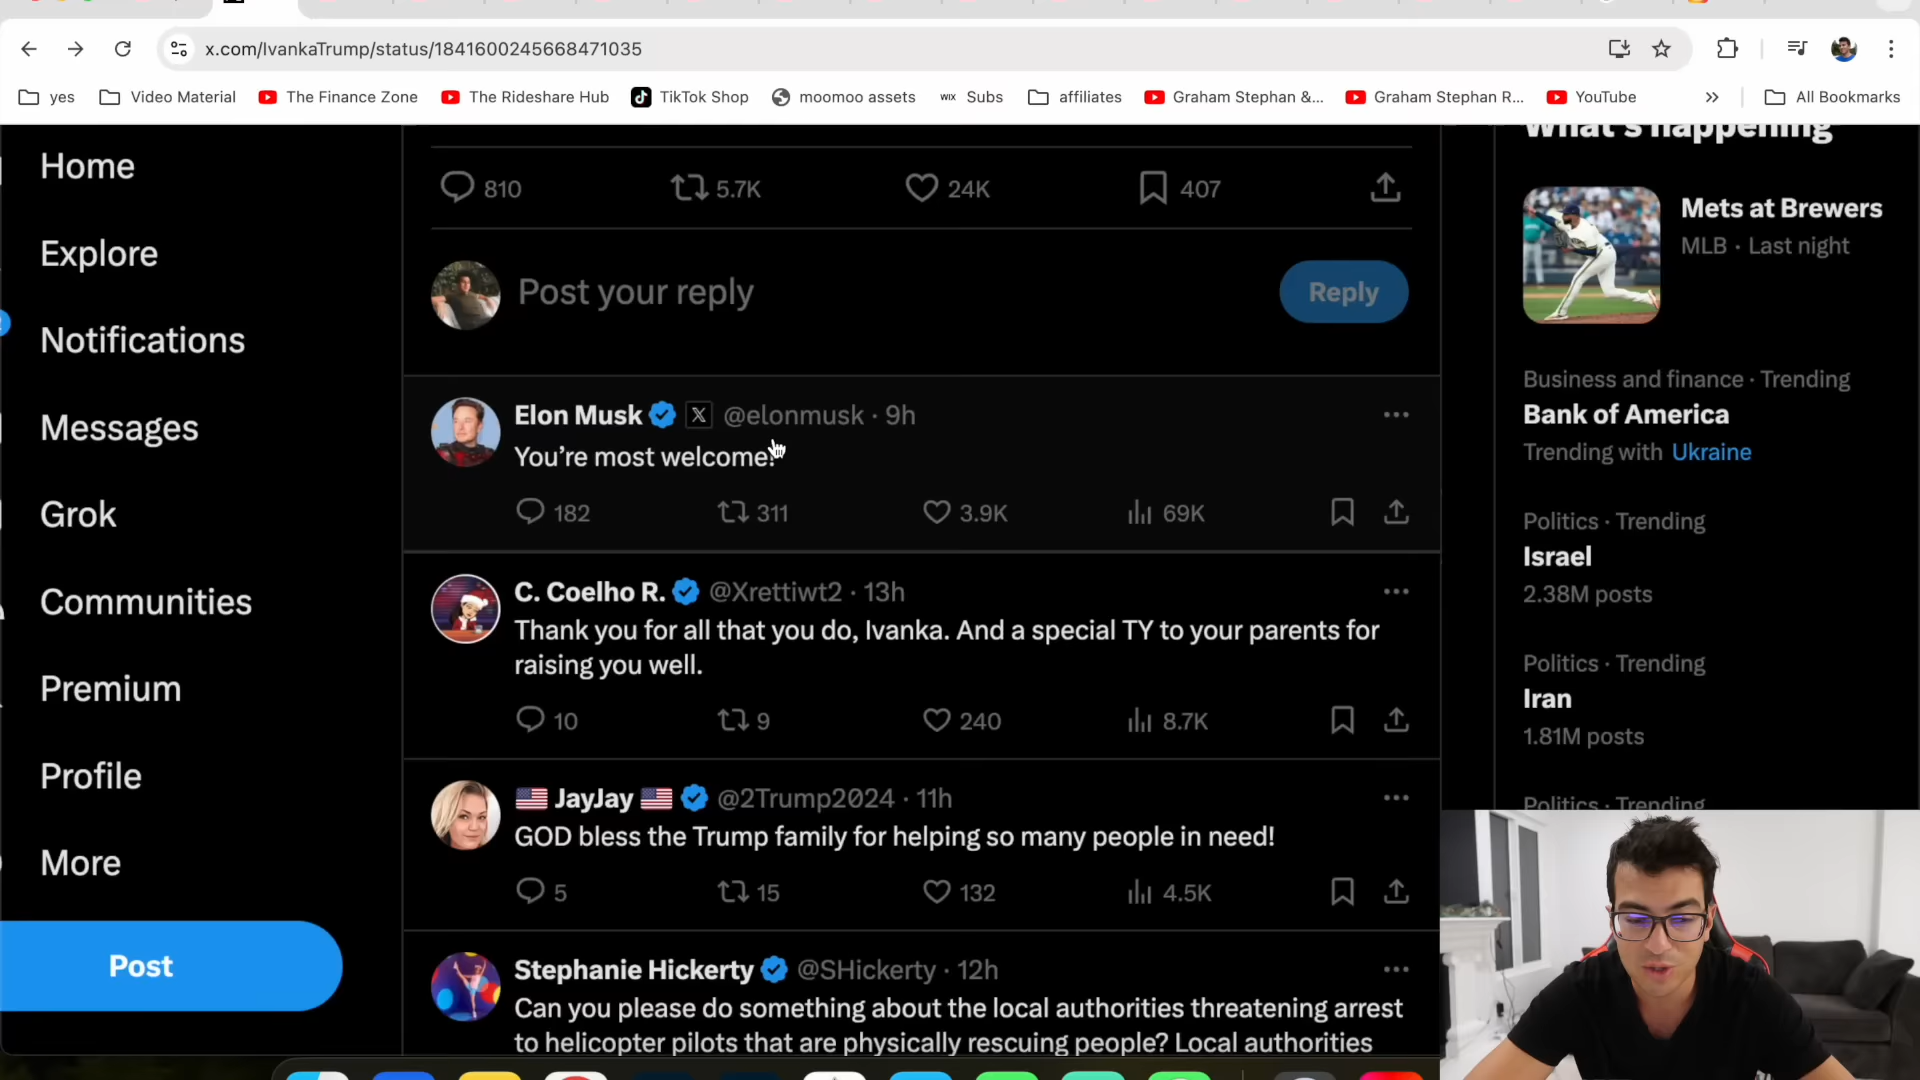 x.com/IvankaTrump/status/1841600245668471035
yes Video Material The Finance Zone The Rideshare Hub TikTok Shop moomoo assets WIX Subs affiliates Graham Stephan &... Graham Stephan R... YouTube All Bookmarks
Home
Explore
Notifications
Messages
Grok
Communities
Premium
Profile
More
Post
810 5.7K 24K 407
Post your reply Reply
Elon Musk @elonmusk · 9h
You're most welcome!
182 311 3.9K 69K
C. Coelho R. @Xrettiwt2 · 13h
Thank you for all that you do, Ivanka. And a special TY to your parents for
raising you well.
10 9 240 8.7K
JayJay @2Trump2024 · 11h
GOD bless the Trump family for helping so many people in need!
5 15 132 4.5K
Stephanie Hickerty @SHickerty · 12h
Can you please do something about the local authorities threatening arrest
to helicopter pilots that are physically rescuing people? Local authorities
What's happening
Mets at Brewers
MLB · Last night
Business and finance · Trending
Bank of America
Trending with Ukraine
Politics · Trending
Israel
2.38M posts
Politics · Trending
Iran
1.81M posts
Politics · Trending